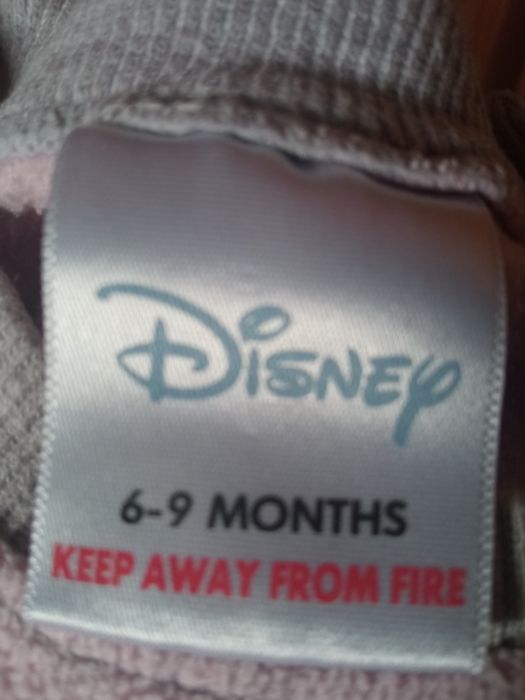 Disney
6-9 MONTHS
KEEP AWAY FROM FIRE